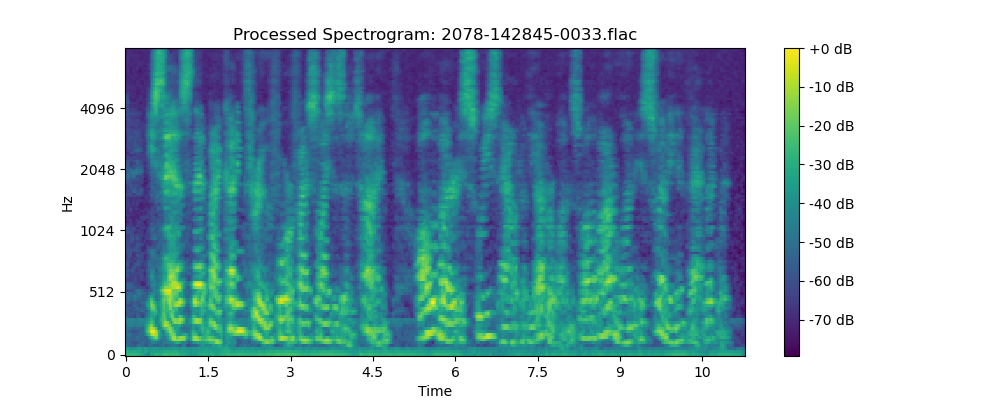 Processed Spectrogram: 2078-142845-0033.flac
Hz
4096
2048
1024
512
0
0 1.5 3 4.5 6 7.5 9 10
Time
+0 dB
-10 dB
-20 dB
-30 dB
-40 dB
-50 dB
-60 dB
-70 dB